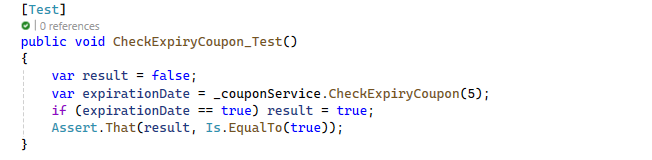 [Test]
| 0 references
public void CheckExpiryCoupon_Test()
{
    var result = false;
    var expirationDate = _couponService.CheckExpiryCoupon(5);
    if (expirationDate == true) result = true;
    Assert.That(result, Is.EqualTo(true));
}